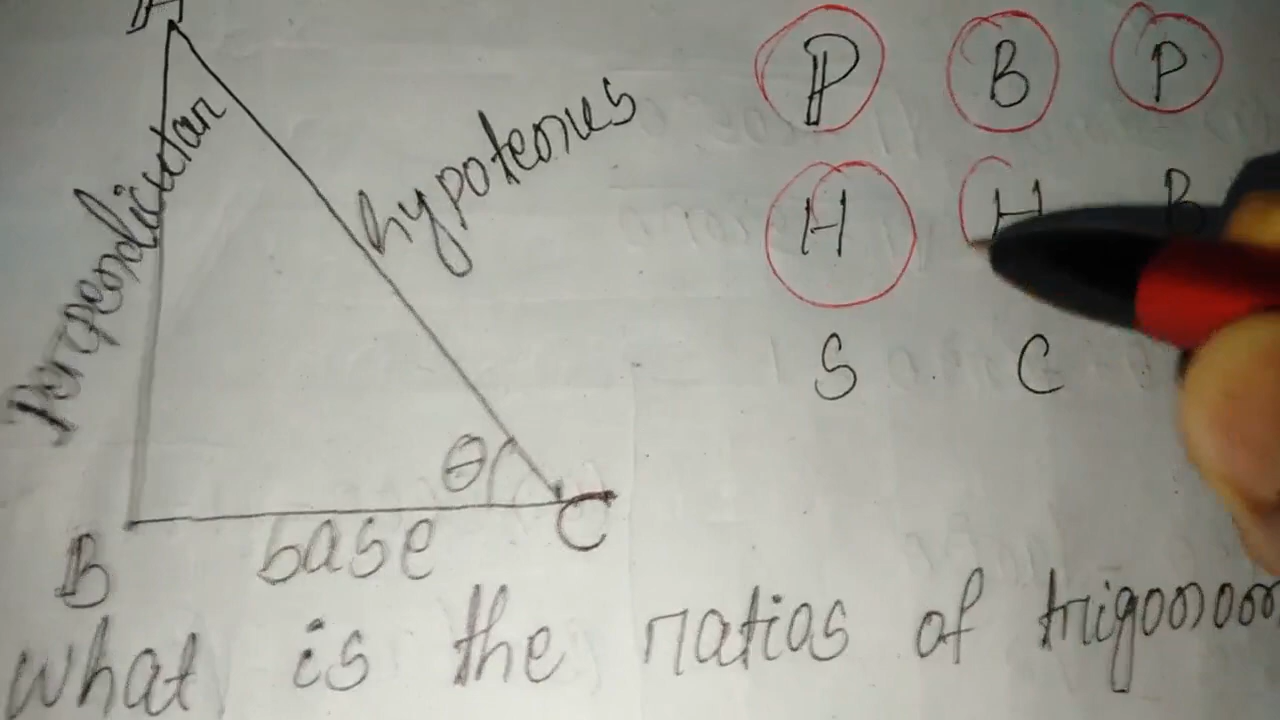 A
Perpendicular
hypotenus
P B P
H H B
S C
θ
B base C
what is the ratios of trigonom